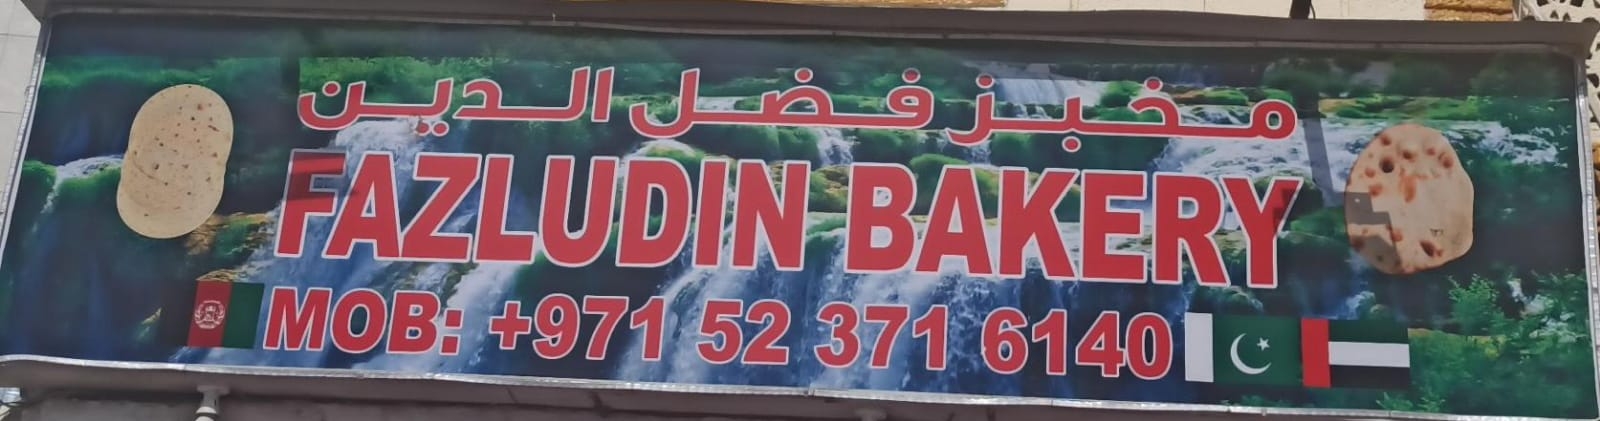 مخبز فضل الدين
FAZLUDIN BAKERY
MOB: +971 52 371 6140